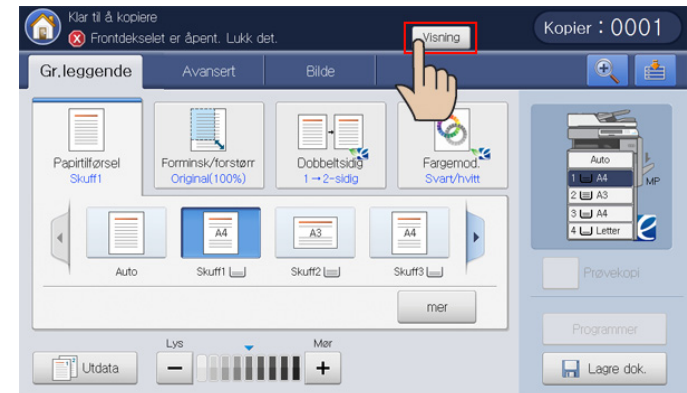 Klar til å kopiere
Frontdekselet er åpent. Lukk det.
Visning
Kopier : 0001
Gr.leggende
Avansert
Bilde
Papirtilførsel
Skuff1
Forminsk/forstørr
Original(100%)
Dobbeltsidig
1→2-sidig
Fargemod.
Svart/hvitt
A4
A3
A4
Auto
Skuff1
Skuff2
Skuff3
mer
Lys
Mør
Utdata
Auto
1 A4
2 A3
3 A4
4 Letter
MP
Prøvekopi
Programmer
Lagre dok.